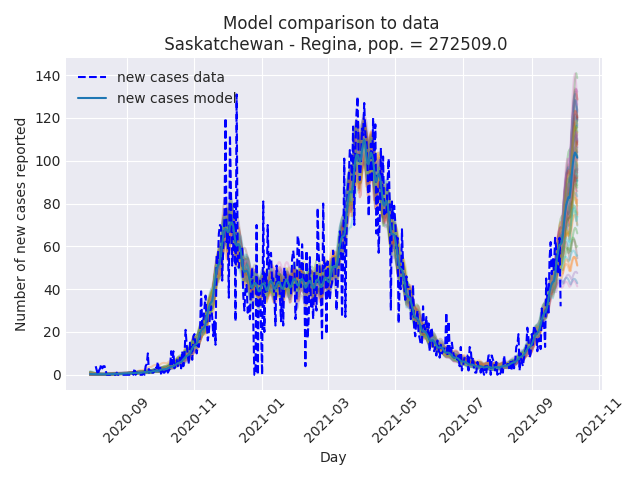 Model comparison to data
Saskatchewan - Regina, pop. = 272509.0
new cases data
new cases model
Number of new cases reported
140
120
100
80
60
40
20
0
2020-09
2020-11
2021-01
2021-03
2021-05
2021-07
2021-09
2021-11
Day